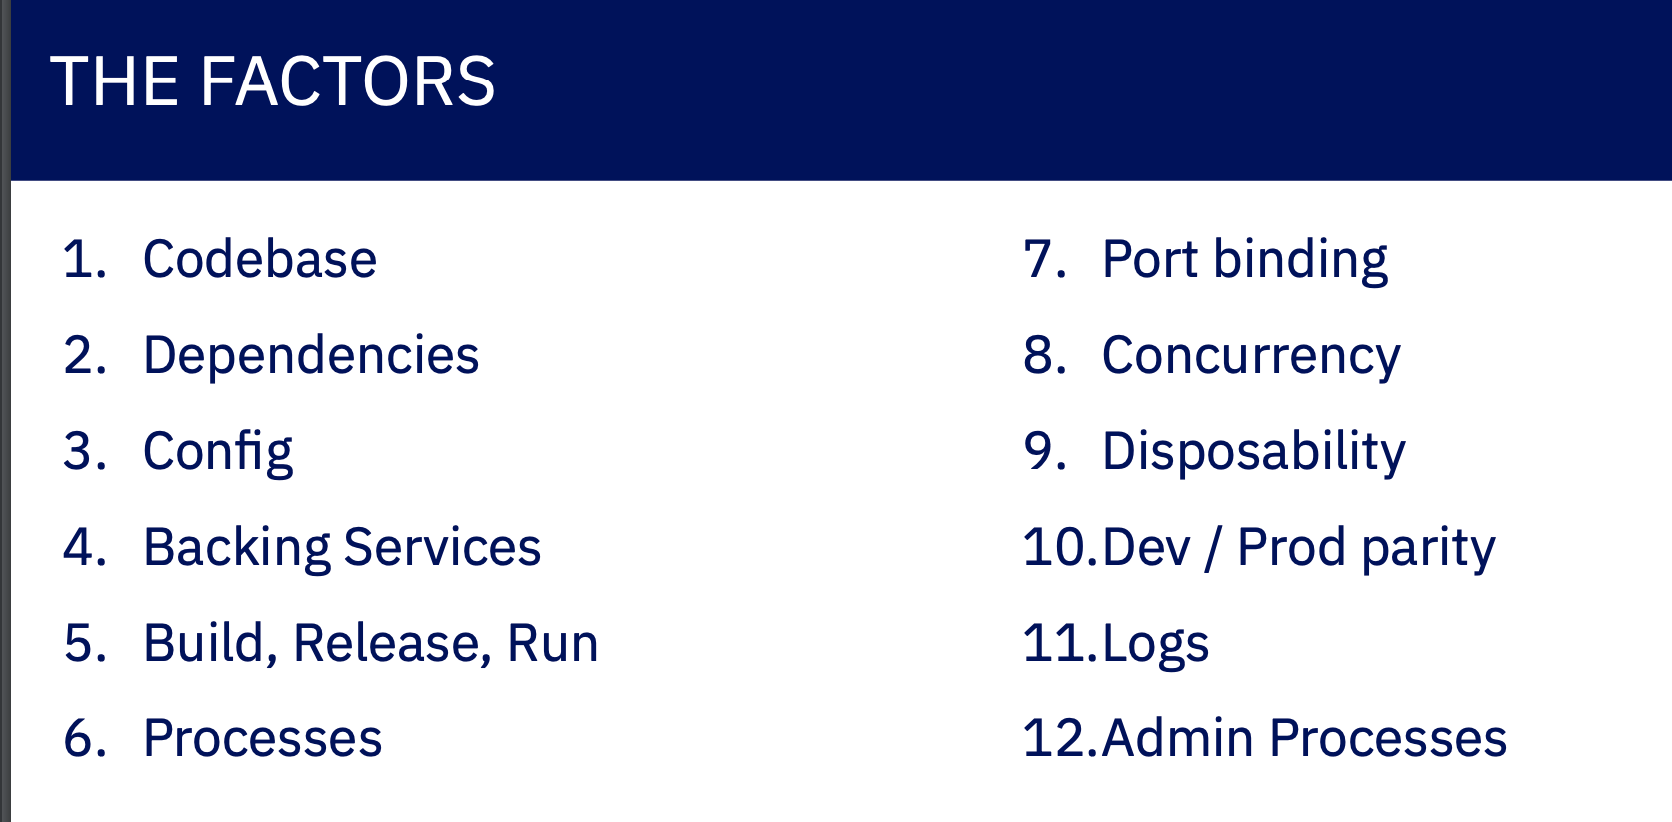 THE FACTORS
1. Codebase
2. Dependencies
3. Config
4. Backing Services
5. Build, Release, Run
6. Processes
7. Port binding
8. Concurrency
9. Disposability
10.Dev / Prod parity
11.Logs
12.Admin Processes